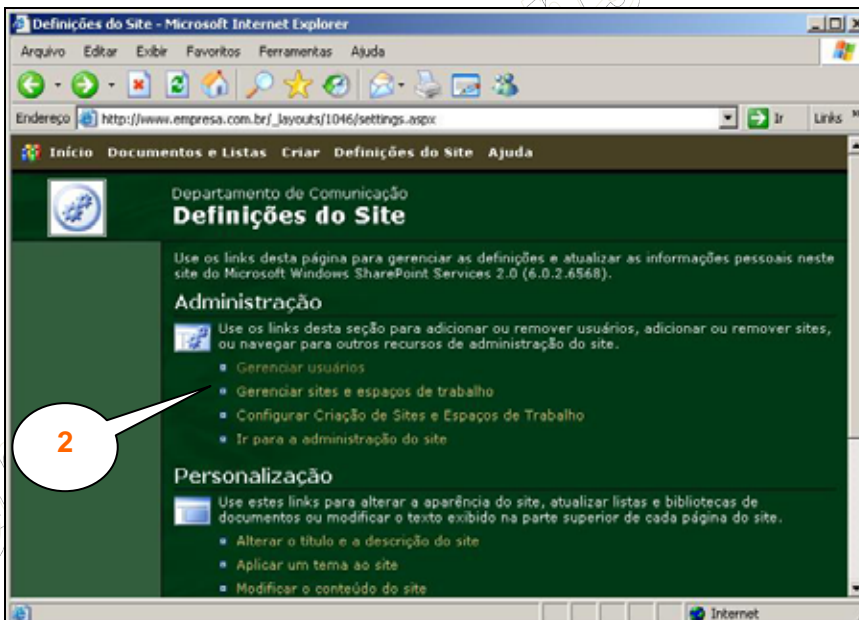 Definições do Site - Microsoft Internet Explorer
Arquivo Editar Exibir Favoritos Ferramentas Ajuda
Endereço http://www.empresa.com.br/_layouts/1046/settings.aspx Ir Links
Início Documentos e Listas Criar Definições do Site Ajuda
Departamento de Comunicação
Definições do Site
Use os links desta página para gerenciar as definições e atualizar as informações pessoais neste
site do Microsoft Windows SharePoint Services 2.0 (6.0.2.6568).
Administração
Use os links desta seção para adicionar ou remover usuários, adicionar ou remover sites,
ou navegar para outros recursos de administração do site.
Gerenciar usuários
Gerenciar sites e espaços de trabalho
Configurar Criação de Sites e Espaços de Trabalho
Ir para a administração do site
2
Personalização
Use estes links para alterar a aparência do site, atualizar listas e bibliotecas de
documentos ou modificar o texto exibido na parte superior de cada página do site.
Alterar o título e a descrição do site
Aplicar um tema ao site
Modificar o conteúdo do site
Internet